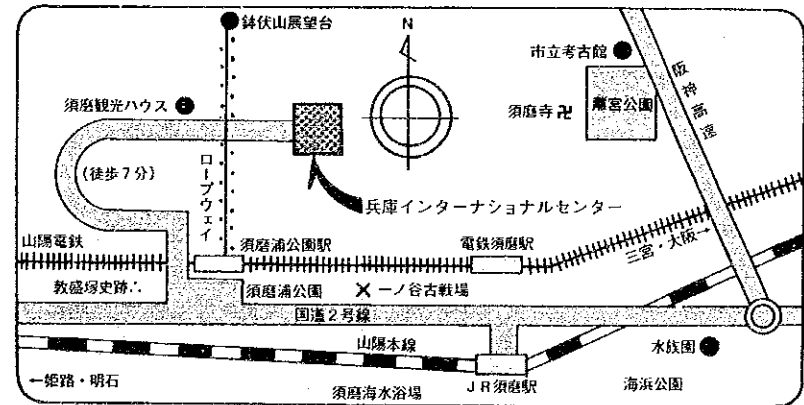 鉢伏山展望台
N
市立考古館
阪神高速
須磨観光ハウス
須磨寺卍
離宮公園
(徒歩7分)
ロープウェイ
兵庫インターナショナルセンター
山陽電鉄
須磨浦公園駅
電鉄須磨駅
三宮・大阪→
敦盛塚史跡∴
須磨浦公園
一ノ谷古戦場
国道2号線
山陽本線
水族園
←姫路・明石
須磨海水浴場
JR須磨駅
海浜公園